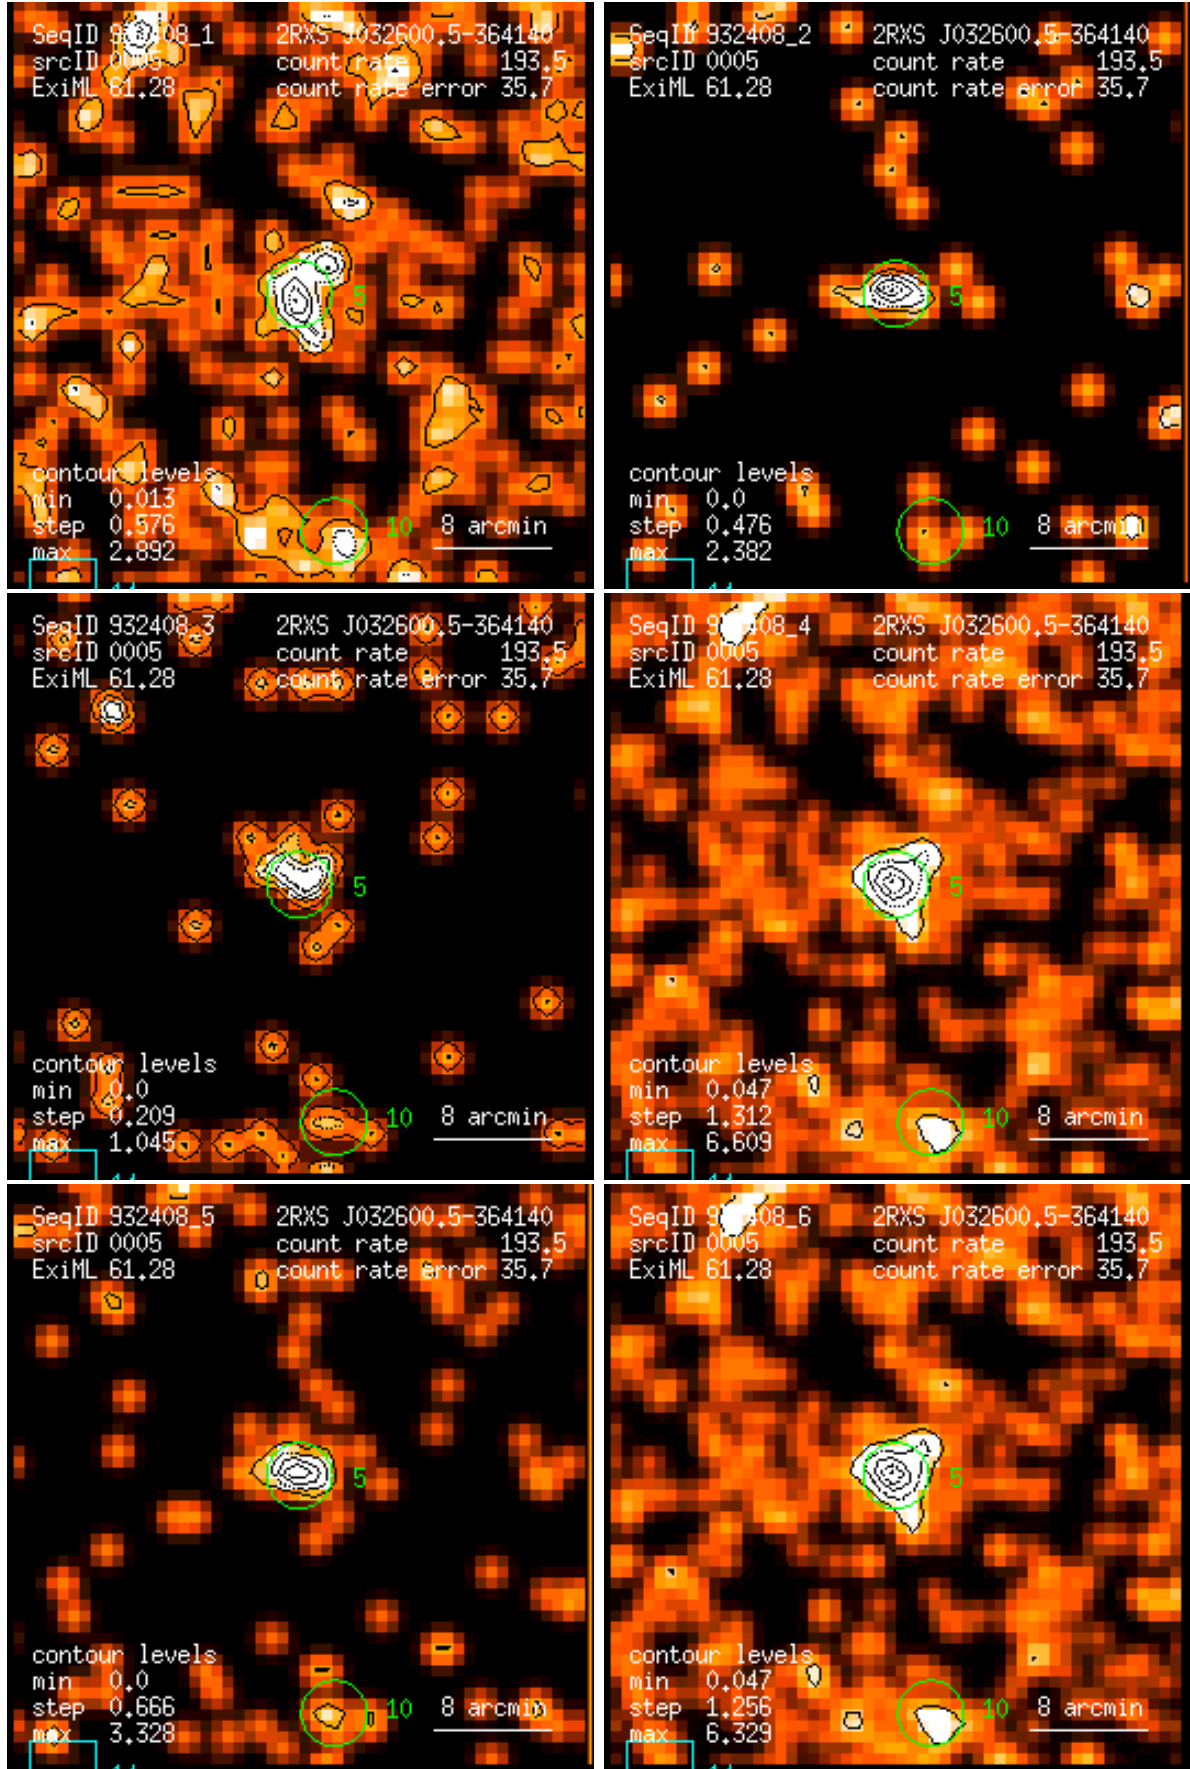 SeqID 932408_1 2RXS J032600.5-364140
srcID 0005 count rate 193.5
ExiML 61.28 count rate error 35.7
5
contour levels
min 0.013
step 0.576 10 8 arcmin
max 2.892
SeqID 932408_2 2RXS J032600.5-364140
srcID 0005 count rate 193.5
ExiML 61.28 count rate error 35.7
5
contour levels
min 0.0
step 0.476 10 8 arcmin
max 2.382
SeqID 932408_3 2RXS J032600.5-364140
srcID 0005 count rate 193.5
ExiML 61.28 count rate error 35.7
5
contour levels
min 0.0
step 0.209 10 8 arcmin
max 1.045
SeqID 932408_4 2RXS J032600.5-364140
srcID 0005 count rate 193.5
ExiML 61.28 count rate error 35.7
5
contour levels
min 0.047
step 1.312 10 8 arcmin
max 6.609
SeqID 932408_5 2RXS J032600.5-364140
srcID 0005 count rate 193.5
ExiML 61.28 count rate error 35.7
5
contour levels
min 0.0
step 0.666 10 8 arcmin
max 3.328
SeqID 932408_6 2RXS J032600.5-364140
srcID 0005 count rate 193.5
ExiML 61.28 count rate error 35.7
5
contour levels
min 0.047
step 1.256 10 8 arcmin
max 6.329